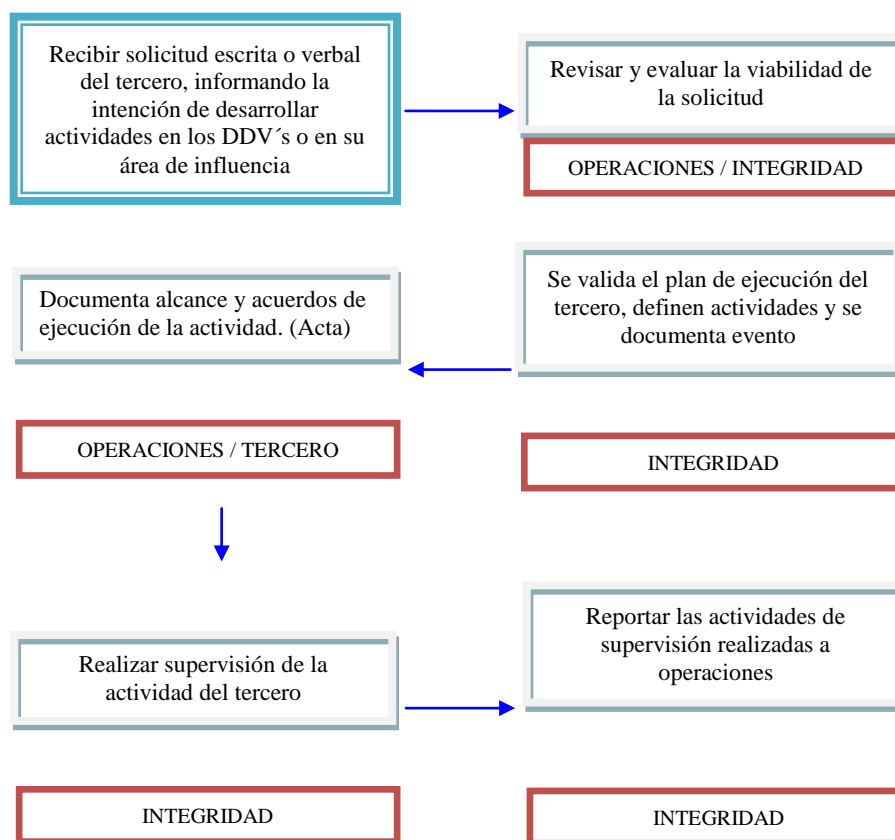 Recibir solicitud escrita o verbal
del tercero, informando la
intención de desarrollar
actividades en los DDV´s o en su
área de influencia
Revisar y evaluar la viabilidad de
la solicitud
OPERACIONES / INTEGRIDAD
Se valida el plan de ejecución del
tercero, definen actividades y se
documenta evento
INTEGRIDAD
Documenta alcance y acuerdos de
ejecución de la actividad. (Acta)
OPERACIONES / TERCERO
Realizar supervisión de la
actividad del tercero
INTEGRIDAD
Reportar las actividades de
supervisión realizadas a
operaciones
INTEGRIDAD